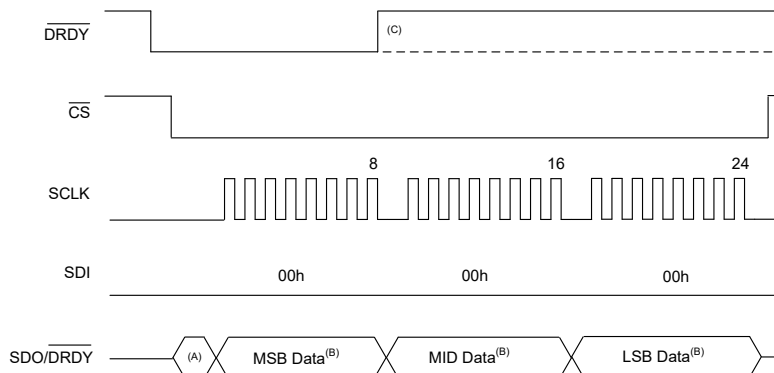 DRDY
(C)
CS
8 16 24
SCLK
SDI 00h 00h 00h
SDO/DRDY (A) MSB Data(B) MID Data(B) LSB Data(B)